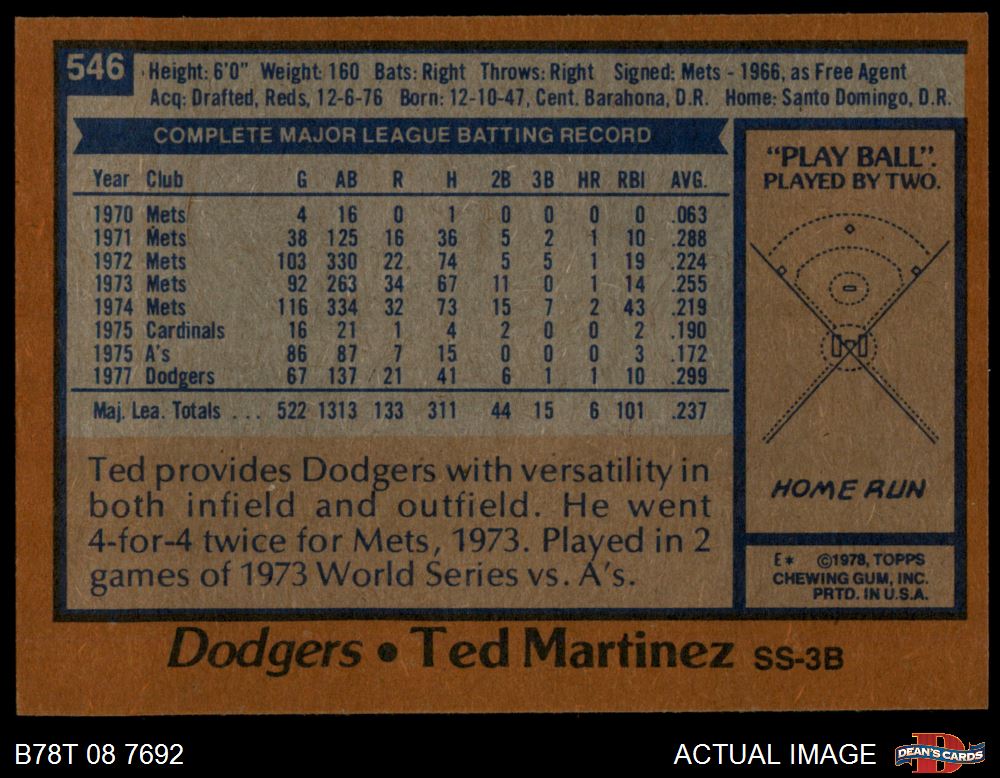 546
Height: 6'0" Weight: 160 Bats: Right Throws: Right Signed: Mets - 1966, as Free Agent
Acq: Drafted, Reds, 12-6-76 Born: 12-10-47, Cent. Barahona, D.R. Home: Santo Domingo, D.R.
COMPLETE MAJOR LEAGUE BATTING RECORD
Year Club G AB R H 2B 3B HR RBI AVG.
1970 Mets 4 16 0 1 0 0 0 0 .063
1971 Mets 38 125 16 36 5 2 1 10 .288
1972 Mets 103 330 22 74 5 5 1 19 .224
1973 Mets 92 263 34 67 11 0 1 14 .255
1974 Mets 116 334 32 73 15 7 2 43 .219
1975 Cardinals 16 21 1 4 2 0 0 2 .190
1975 A's 86 87 7 15 0 0 0 3 .172
1977 Dodgers 67 137 21 41 6 1 1 10 .299
Maj. Lea. Totals . . . 522 1313 133 311 44 15 6 101 .237
Ted provides Dodgers with versatility in
both infield and outfield. He went
4-for-4 twice for Mets, 1973. Played in 2
games of 1973 World Series vs. A's.
"PLAY BALL".
PLAYED BY TWO.
HOME RUN
E* ©1978, TOPPS
CHEWING GUM, INC.
PRTD. IN U.S.A.
Dodgers • Ted Martinez SS-3B
B78T 08 7692
ACTUAL IMAGE
DEAN'S CARDS